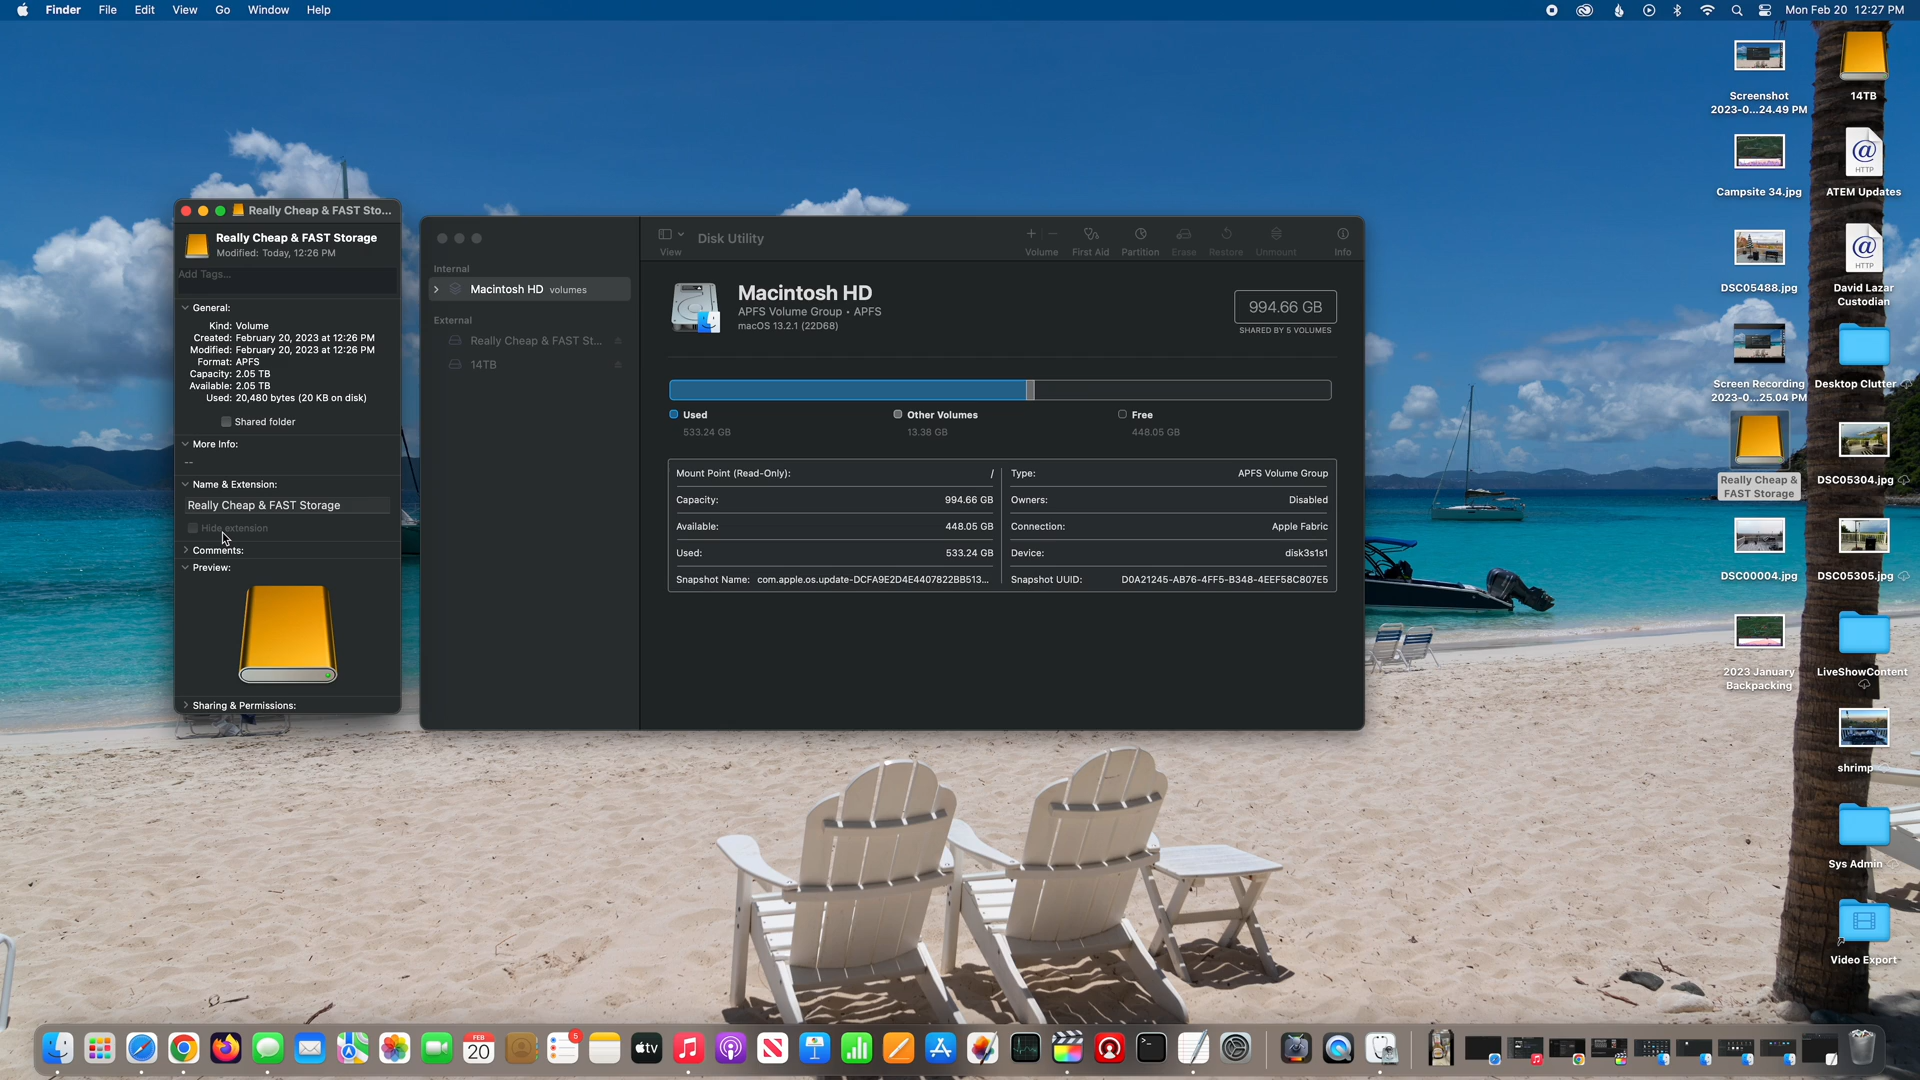 Finder File Edit View Go Window Help
Mon Feb 20 12:27 PM
Really Cheap & FAST Sto...
Really Cheap & FAST Storage
Modified: Today, 12:26 PM
Add Tags...
General:
Kind: Volume
Created: February 20, 2023 at 12:26 PM
Modified: February 20, 2023 at 12:26 PM
Format: APFS
Capacity: 2.05 TB
Available: 2.05 TB
Used: 20,480 bytes (20 KB on disk)
Shared folder
More Info:
--
Name & Extension:
Really Cheap & FAST Storage
Hide extension
Comments:
Preview:
Sharing & Permissions:
Internal
Macintosh HD volumes
External
Really Cheap & FAST St...
14TB
View
Disk Utility
Volume First Aid Partition Erase Restore Unmount Info
Macintosh HD
APFS Volume Group • APFS
macOS 13.2.1 (22D68)
994.66 GB
SHARED BY 5 VOLUMES
Used
533.24 GB
Other Volumes
13.38 GB
Free
448.05 GB
Mount Point (Read-Only): /
Capacity: 994.66 GB
Available: 448.05 GB
Used: 533.24 GB
Snapshot Name: com.apple.os.update-DCFA9E2D4E4407822BB513...
Type: APFS Volume Group
Owners: Disabled
Connection: Apple Fabric
Device: disk3s1s1
Snapshot UUID: D0A21245-AB76-4FF5-B348-4EEF58C807E5
Screenshot
2023-0...24.49 PM
Campsite 34.jpg
DSC05488.jpg
Screen Recording
2023-0...25.04 PM
Really Cheap &
FAST Storage
DSC00004.jpg
2023 January
Backpacking
14TB
@
HTTP
ATEM Updates
@
HTTP
David Lazar
Custodian
Desktop Clutter
DSC05304.jpg
DSC05305.jpg
LiveShowContent
shrimp
Sys Admin
Video Export
FEB
20
5
tv